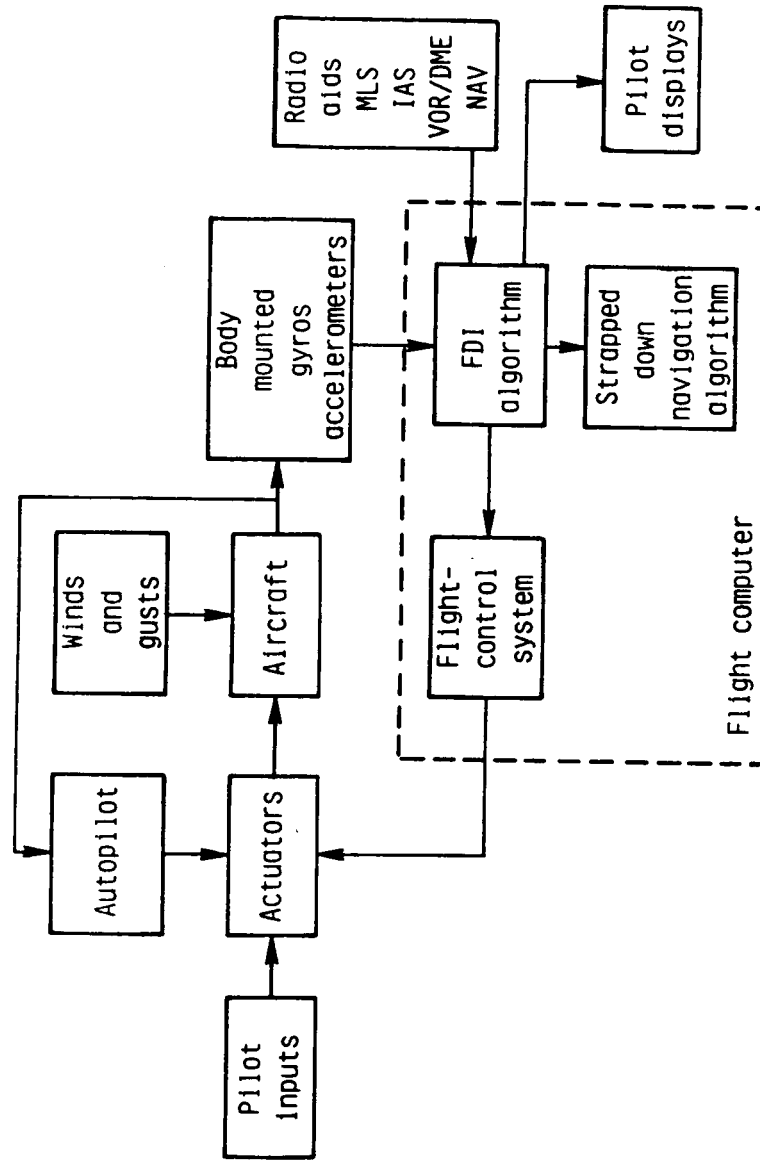 Pilot
inputs
Autopilot
Actuators
Winds
and
gusts
Aircraft
Body
mounted
gyros
accelerometers
Radio
aids
MLS
IAS
VOR/DME
NAV
Flight-
control
system
FDI
algorithm
Strapped
down
navigation
algorithm
Pilot
displays
Flight computer